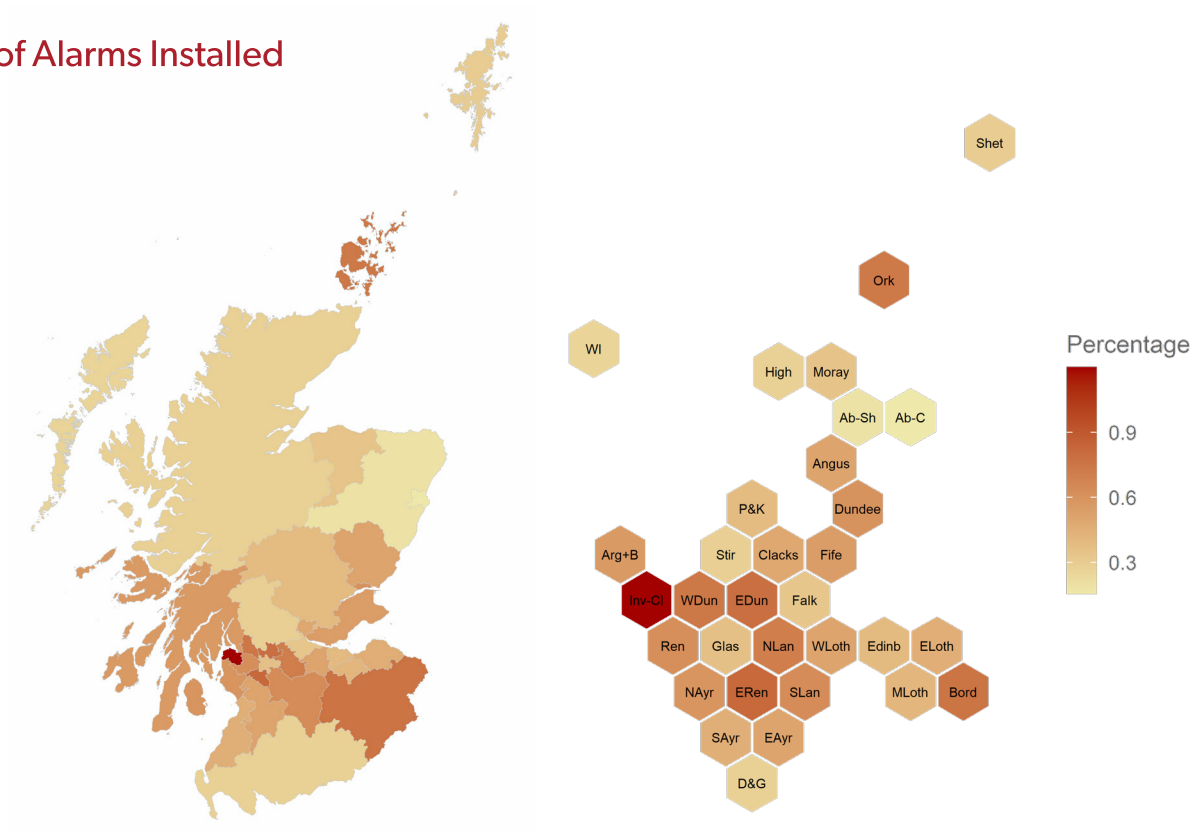 of Alarms Installed
Shet
Ork
WI
High
Moray
Ab-Sh
Ab-C
Angus
P&K
Dundee
Arg+B
Stir
Clacks
Fife
Inv-Cl
WDun
EDun
Falk
Ren
Glas
NLan
WLoth
Edinb
ELoth
NAyr
ERen
SLan
MLoth
Bord
SAyr
EAyr
D&G
Percentage
0.9
0.6
0.3